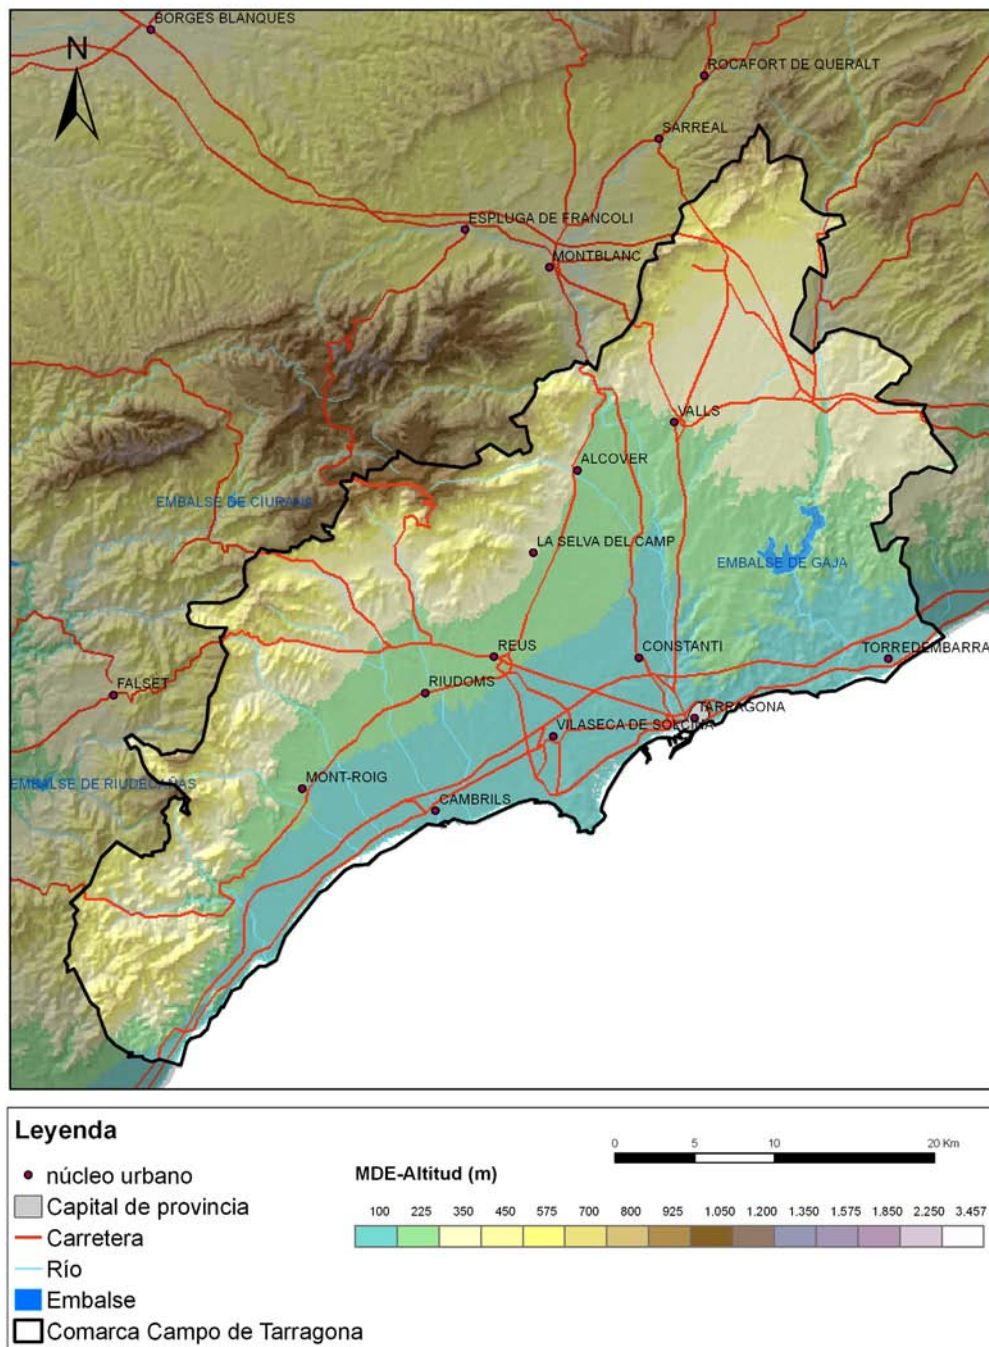 BORGES BLANQUES
N
ROCAFORT DE QUERALT
SARREAL
ESPLUGA DE FRANCOLI
MONTBLANC
VALLS
ALCOVER
EMBALSE DE CIURANA
LA SELVA DEL CAMP
EMBALSE DE GAJA
REUS
CONSTANTI
TORREDEMBARRA
FALSET
RIUDOMS
TARRAGONA
VILASECA DE SOLCINA
MONT-ROIG
EMBALSE DE RIUDECAÑAS
CAMBRILS
Leyenda
núcleo urbano
Capital de provincia
Carretera
Río
Embalse
Comarca Campo de Tarragona
0 5 10 20 Km
MDE-Altitud (m)
100 225 350 450 575 700 800 925 1.050 1.200 1.350 1.575 1.850 2.250 3.457